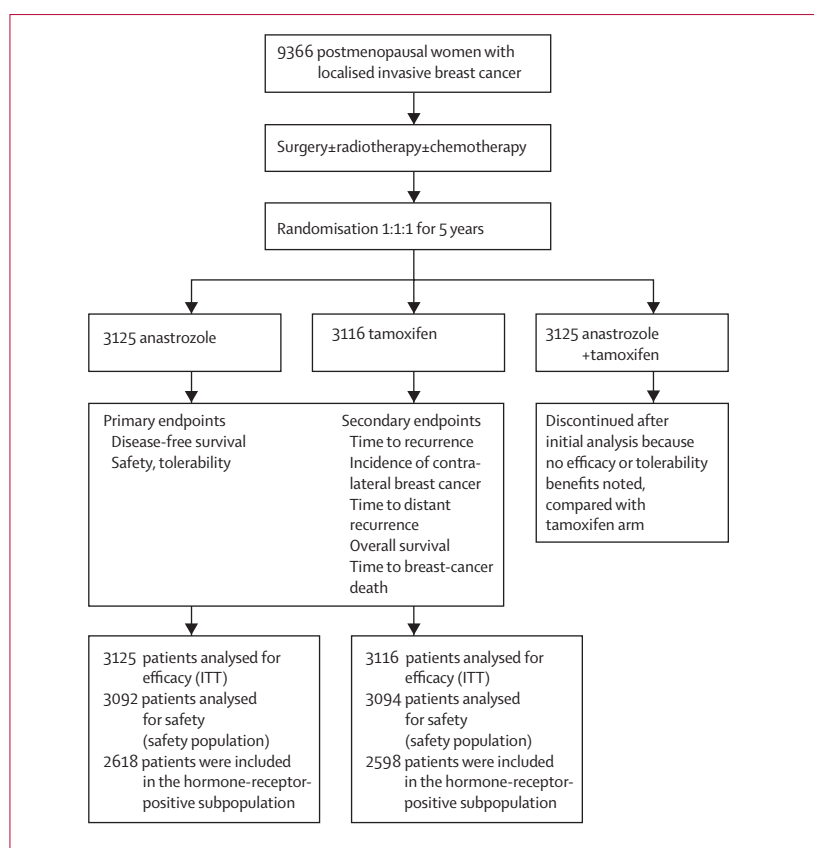 9366 postmenopausal women with
localised invasive breast cancer
Surgery±radiotherapy±chemotherapy
Randomisation 1:1:1 for 5 years
3125 anastrozole
3116 tamoxifen
3125 anastrozole
+tamoxifen
Primary endpoints
Disease-free survival
Safety, tolerability
Secondary endpoints
Time to recurrence
Incidence of contra-
lateral breast cancer
Time to distant
recurrence
Overall survival
Time to breast-cancer
death
Discontinued after
initial analysis because
no efficacy or tolerability
benefits noted,
compared with
tamoxifen arm
3125 patients analysed for
efficacy (ITT)
3092 patients analysed
for safety
(safety population)
2618 patients were included
in the hormone-receptor-
positive subpopulation
3116 patients analysed for
efficacy (ITT)
3094 patients analysed
for safety
(safety population)
2598 patients were included
in the hormone-receptor-
positive subpopulation